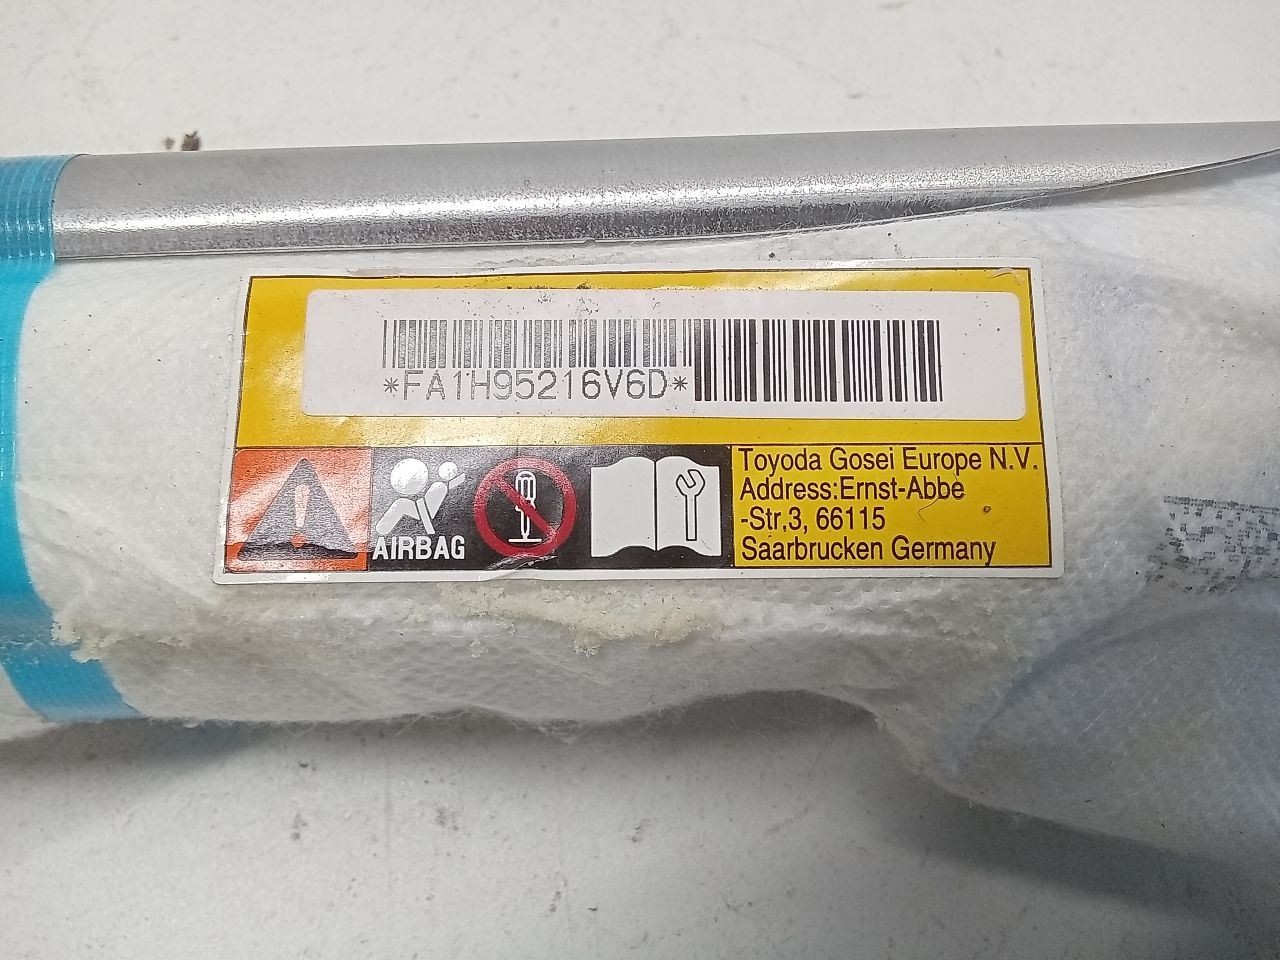 *FA1H95216V6D*
AIRBAG
Toyoda Gosei Europe N.V.
Address:Ernst-Abbe
-Str,3, 66115
Saarbrucken Germany